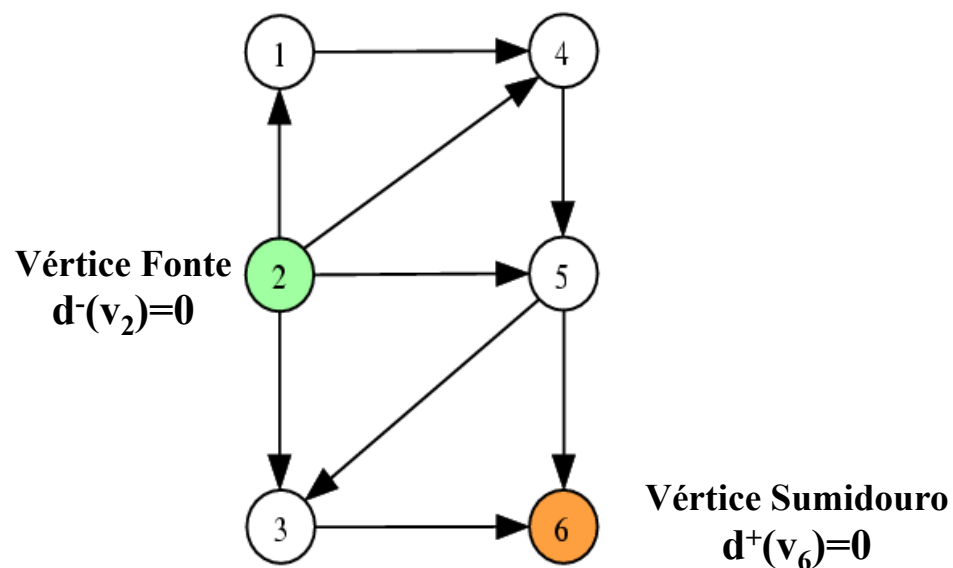 1
4
Vértice Fonte
d⁻(v₂)=0
2
5
3
6
Vértice Sumidouro
d⁺(v₆)=0